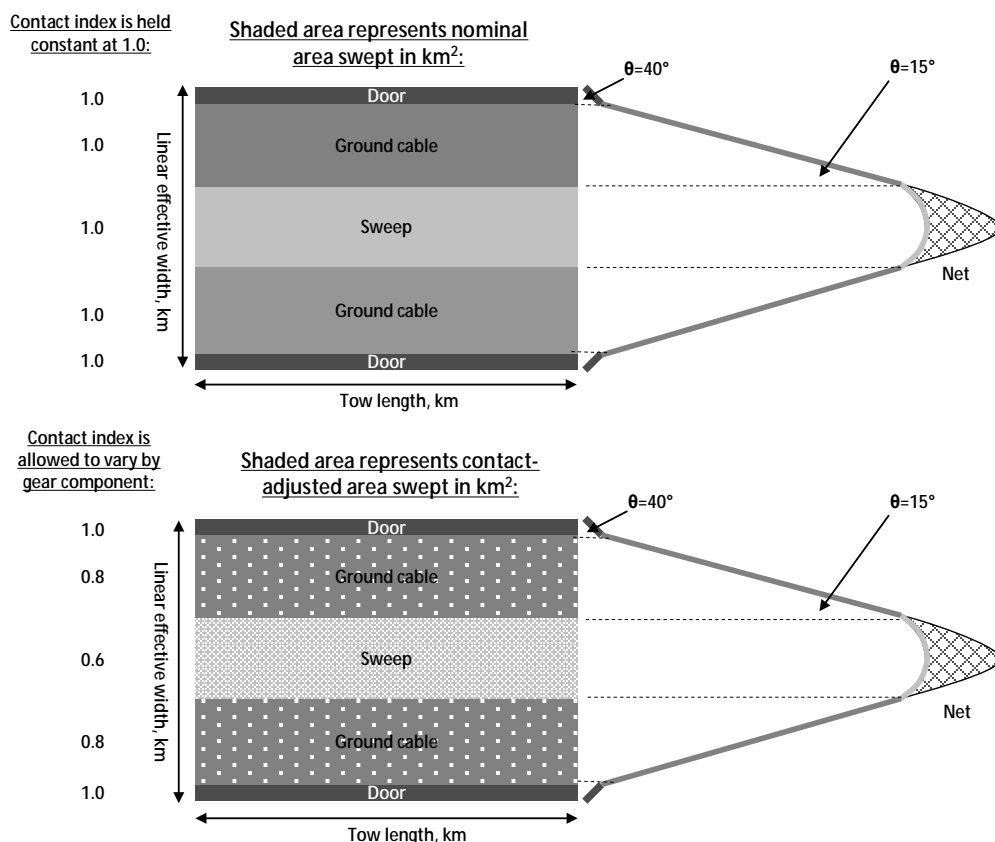 Contact index is held
constant at 1.0:
Shaded area represents nominal
area swept in km²:
θ=40°
θ=15°
1.0
Door
1.0
Ground cable
Linear effective width, km
1.0
Sweep
Net
1.0
Ground cable
1.0
Door
Tow length, km
Contact index is
allowed to vary by
gear component:
Shaded area represents contact-
adjusted area swept in km²:
θ=40°
θ=15°
1.0
Door
0.8
Ground cable
Linear effective width, km
0.6
Sweep
Net
0.8
Ground cable
1.0
Door
Tow length, km